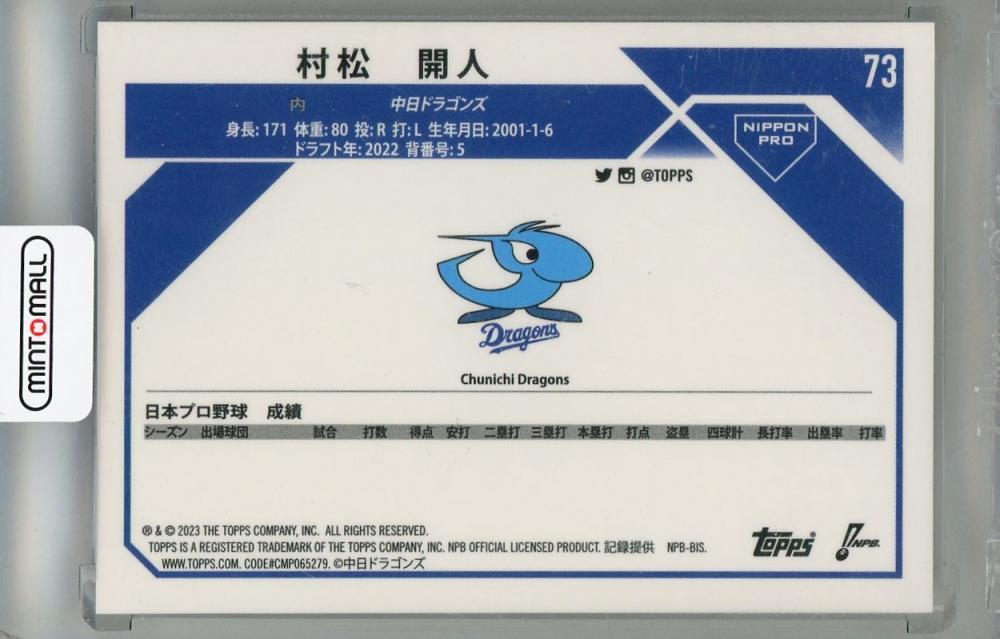 村松 開人
73
内 中日ドラゴンズ
身長: 171 体重: 80 投: R 打: L 生年月日: 2001-1-6
ドラフト年: 2022 背番号: 5
NIPPON
PRO
@TOPPS
MINTOMALL
Dragons
Chunichi Dragons
日本プロ野球 成績
シーズン 出場球団 試合 打数 得点 安打 二塁打 三塁打 本塁打 打点 盗塁 四球計 長打率 出塁率 打率
® & © 2023 THE TOPPS COMPANY, INC. ALL RIGHTS RESERVED.
TOPPS IS A REGISTERED TRADEMARK OF THE TOPPS COMPANY, INC. NPB OFFICIAL LICENSED PRODUCT. 記録提供 NPB-BIS.
WWW.TOPPS.COM. CODE#CMP065279. ©中日ドラゴンズ
topps
NPB